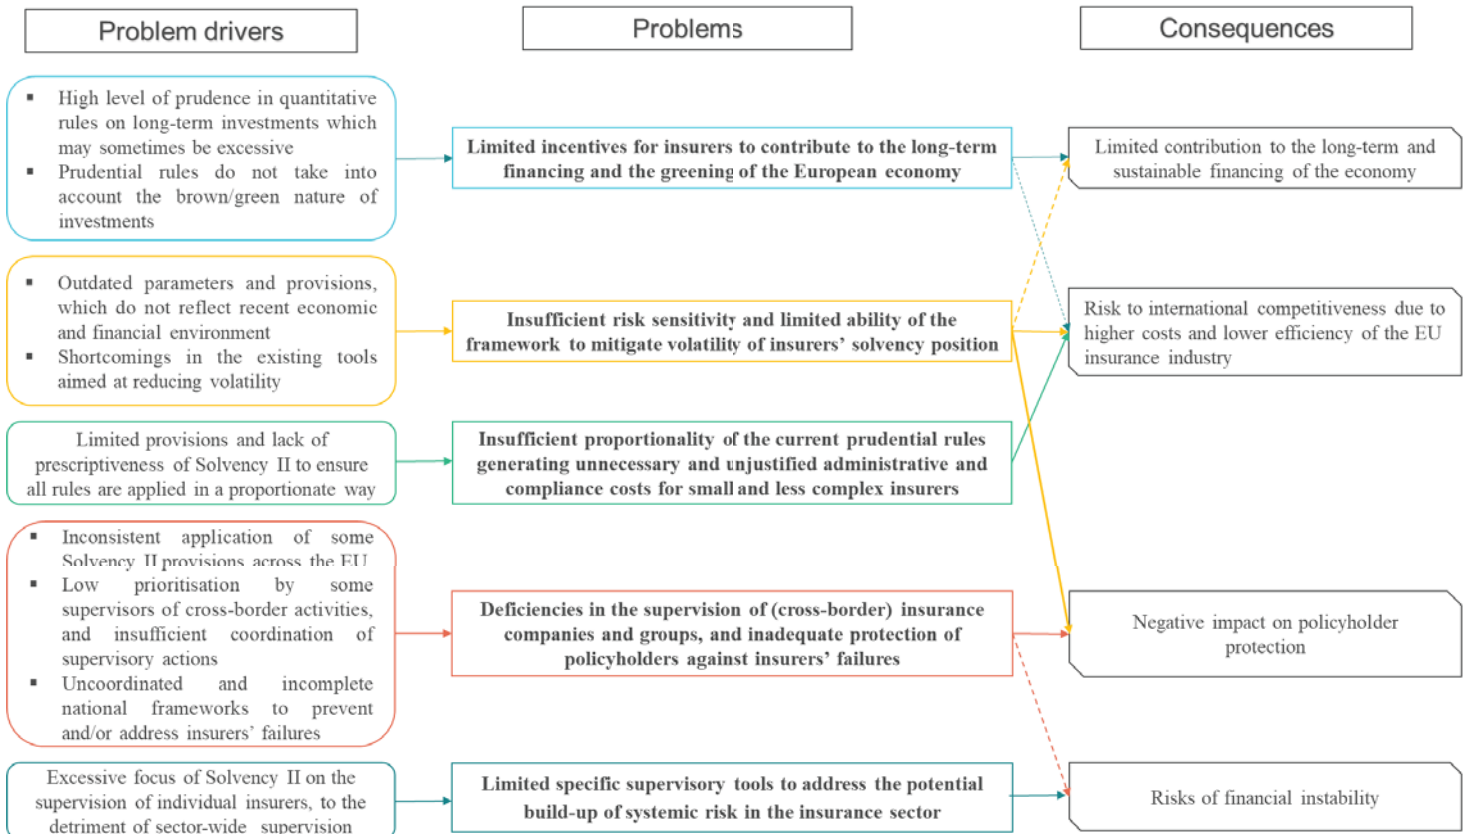 Problem drivers
Problems
Consequences
▪ High level of prudence in quantitative
rules on long-term investments which
may sometimes be excessive
▪ Prudential rules do not take into
account the brown/green nature of
investments
Limited incentives for insurers to contribute to the long-term
financing and the greening of the European economy
Limited contribution to the long-term and
sustainable financing of the economy
▪ Outdated parameters and provisions,
which do not reflect recent economic
and financial environment
▪ Shortcomings in the existing tools
aimed at reducing volatility
Insufficient risk sensitivity and limited ability of the
framework to mitigate volatility of insurers’ solvency position
Risk to international competitiveness due to
higher costs and lower efficiency of the EU
insurance industry
Limited provisions and lack of
prescriptiveness of Solvency II to ensure
all rules are applied in a proportionate way
Insufficient proportionality of the current prudential rules
generating unnecessary and unjustified administrative and
compliance costs for small and less complex insurers
▪ Inconsistent application of some
Solvency II provisions across the EU
▪ Low prioritisation by some
supervisors of cross-border activities,
and insufficient coordination of
supervisory actions
▪ Uncoordinated and incomplete
national frameworks to prevent
and/or address insurers’ failures
Deficiencies in the supervision of (cross-border) insurance
companies and groups, and inadequate protection of
policyholders against insurers’ failures
Negative impact on policyholder
protection
Excessive focus of Solvency II on the
supervision of individual insurers, to the
detriment of sector-wide supervision
Limited specific supervisory tools to address the potential
build-up of systemic risk in the insurance sector
Risks of financial instability